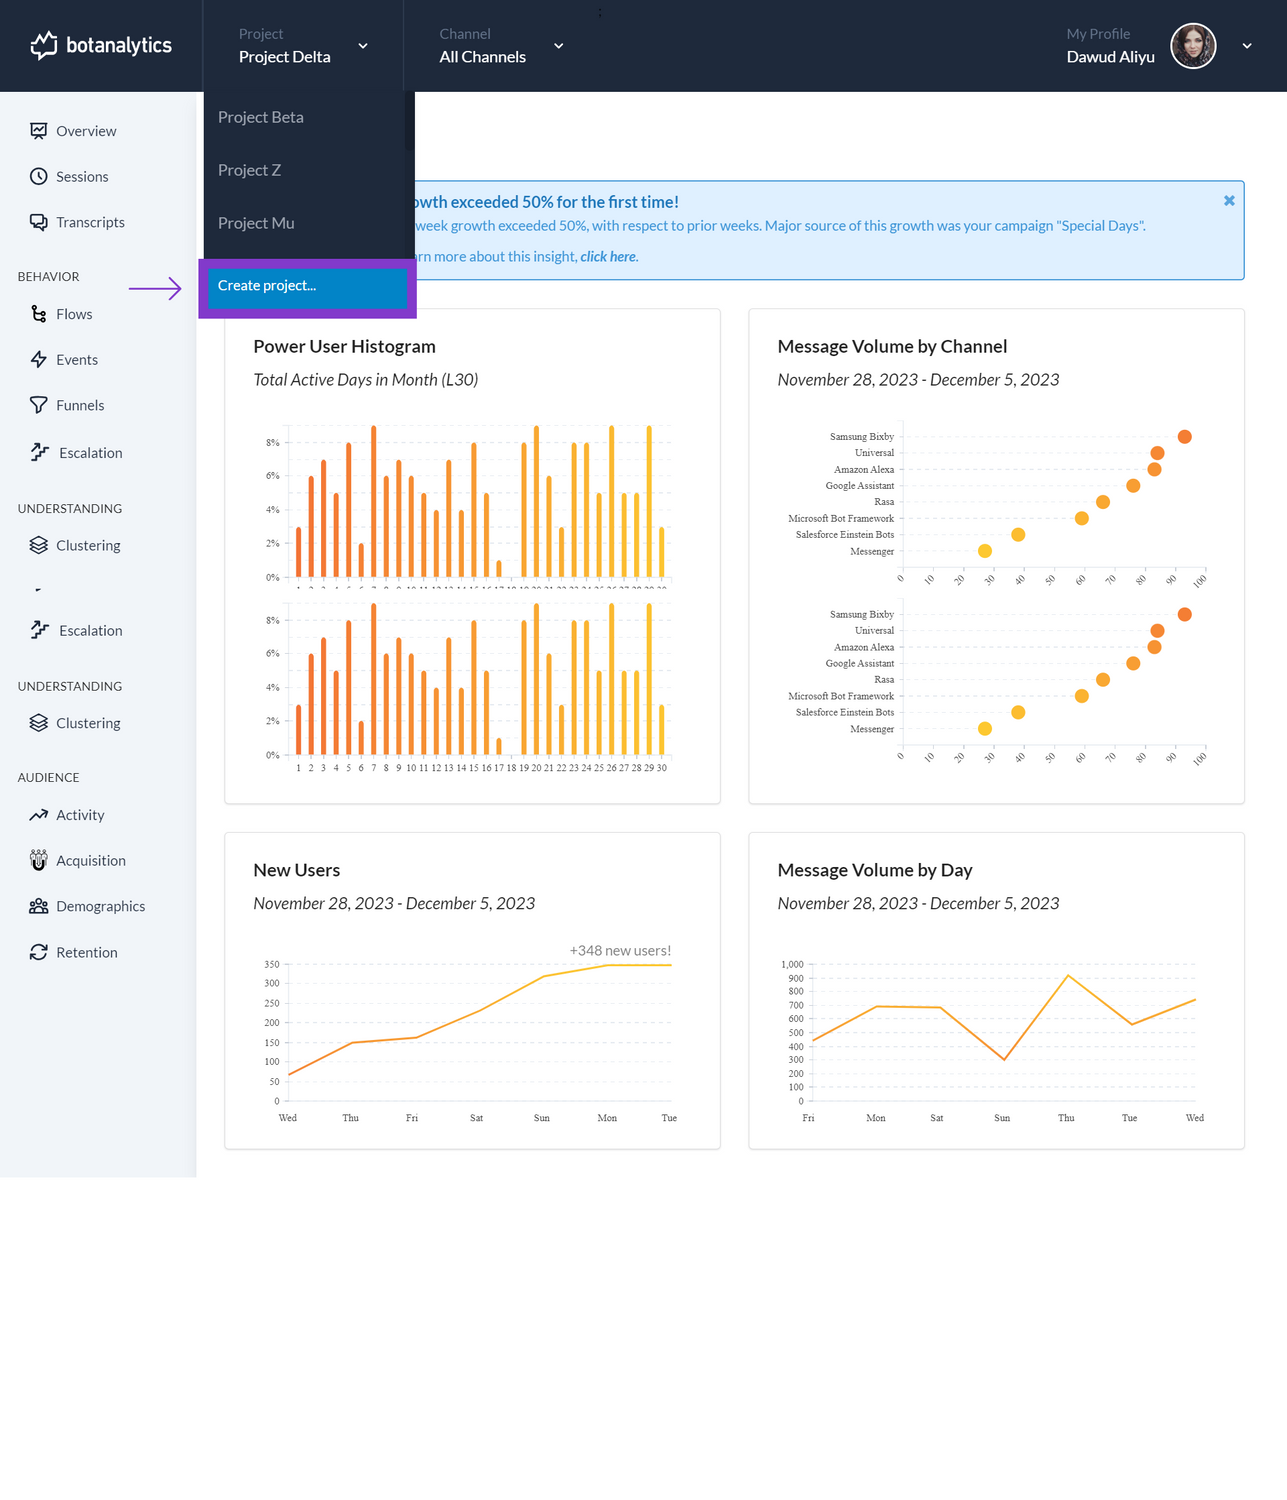 botanalytics
Project
Project Delta
Channel
All Channels
My Profile
Dawud Aliyu
Project Beta
Project Z
Project Mu
Create project...
Overview
Sessions
Transcripts
BEHAVIOR
Flows
Events
Funnels
Escalation
UNDERSTANDING
Clustering
Escalation
UNDERSTANDING
Clustering
AUDIENCE
Activity
Acquisition
Demographics
Retention
exceeded 50% for the first time!
week growth exceeded 50%, with respect to prior weeks. Major source of this growth was your campaign "Special Days".
more about this insight, click here.
Power User Histogram
Total Active Days in Month (L30)
8%
6%
4%
2%
0%
8%
6%
4%
2%
0%
1 2 3 4 5 6 7 8 9 10 11 12 13 14 15 16 17 18 19 20 21 22 23 24 25 26 27 28 29 30
Message Volume by Channel
November 28, 2023 - December 5, 2023
Samsung Bixby
Universal
Amazon Alexa
Google Assistant
Rasa
Microsoft Bot Framework
Salesforce Einstein Bots
Messenger
0 10 20 30 40 50 60 70 80 90 100
Samsung Bixby
Universal
Amazon Alexa
Google Assistant
Rasa
Microsoft Bot Framework
Salesforce Einstein Bots
Messenger
0 10 20 30 40 50 60 70 80 90 100
New Users
November 28, 2023 - December 5, 2023
+348 new users!
350
300
250
200
150
100
50
0
Wed Thu Fri Sat Sun Mon Tue
Message Volume by Day
November 28, 2023 - December 5, 2023
1,000
900
800
700
600
500
400
300
200
100
0
Fri Mon Sat Sun Thu Tue Wed